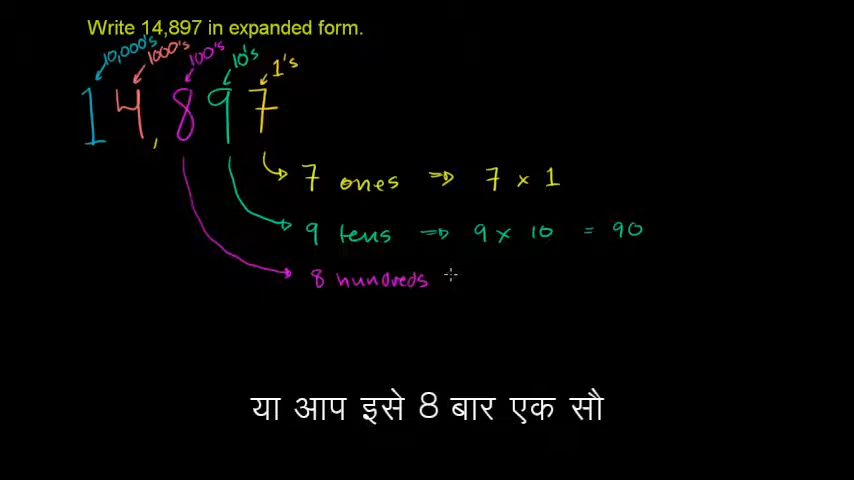 Write 14,897 in expanded form.
10,000's 1000's 100's 10's 1's
14,897
7 ones ⇒ 7 × 1
9 tens ⇒ 9 × 10 = 90
8 hundreds
या आप इसे 8 बार एक सौ